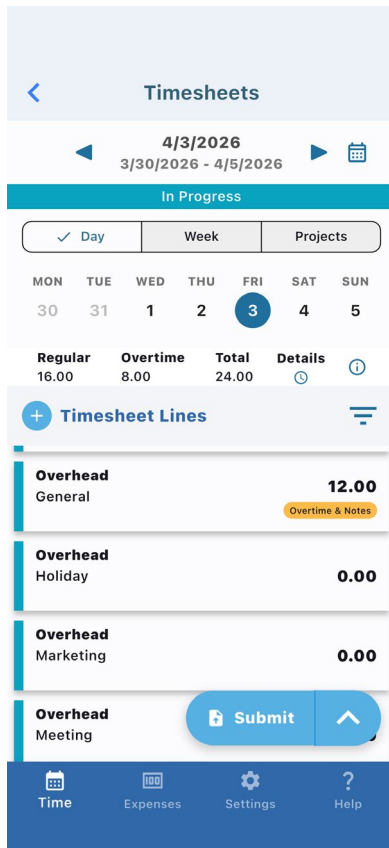 Timesheets
4/3/2026
3/30/2026 - 4/5/2026
In Progress
Day Week Projects
MON TUE WED THU FRI SAT SUN
30 31 1 2 3 4 5
Regular Overtime Total Details
16.00 8.00 24.00
Timesheet Lines
Overhead
General
12.00
Overtime & Notes
Overhead
Holiday
0.00
Overhead
Marketing
0.00
Overhead
Meeting
Submit
Time Expenses Settings Help